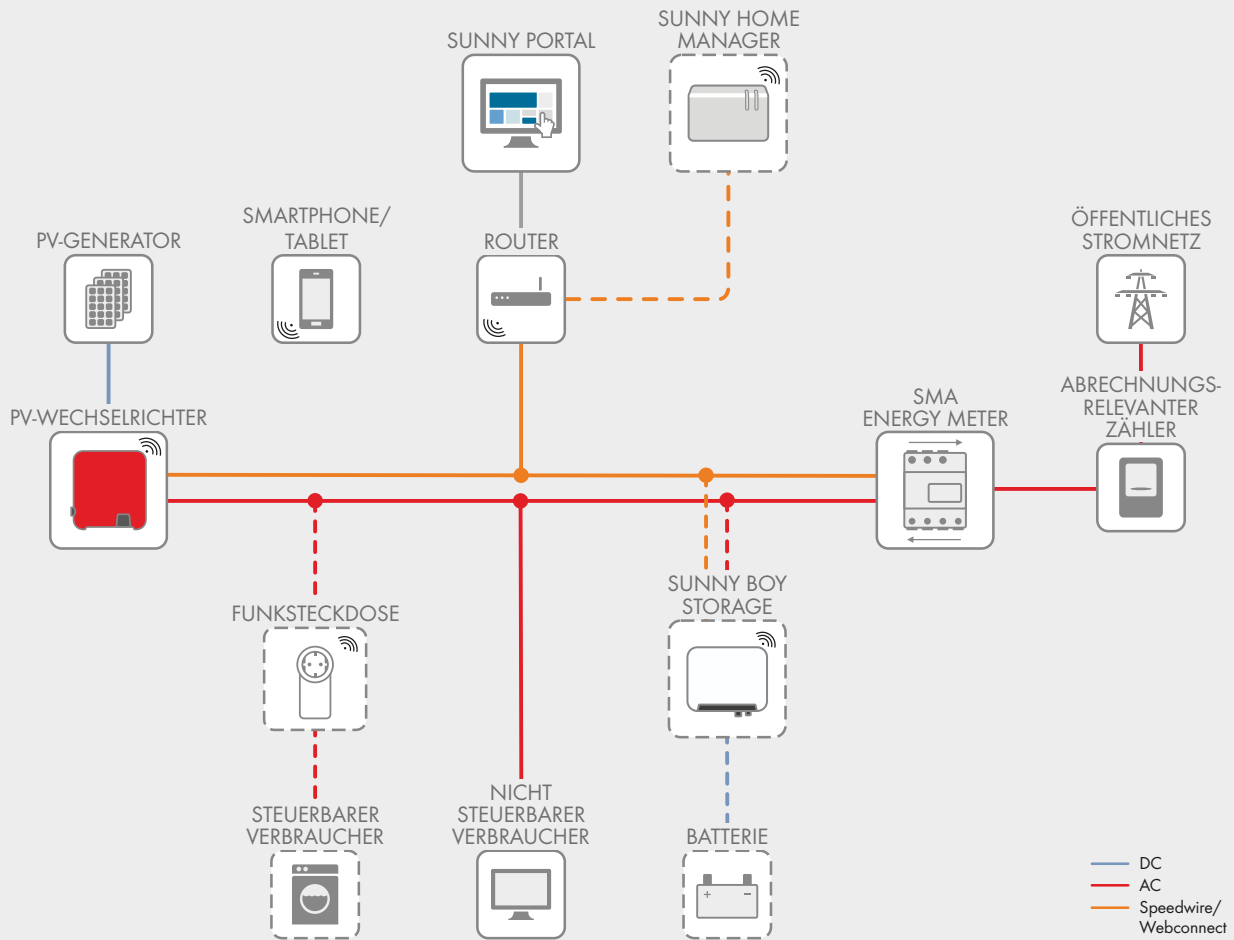 SUNNY PORTAL
SUNNY HOME
MANAGER
PV-GENERATOR
SMARTPHONE/
TABLET
ROUTER
ÖFFENTLICHES
STROMNETZ
PV-WECHSELRICHTER
SMA
ENERGY METER
ABRECHNUNGS-
RELEVANTER
ZÄHLER
FUNKSTECKDOSE
SUNNY BOY
STORAGE
STEUERBARER
VERBRAUCHER
NICHT
STEUERBARER
VERBRAUCHER
BATTERIE
+ −
DC
AC
Speedwire/
Webconnect